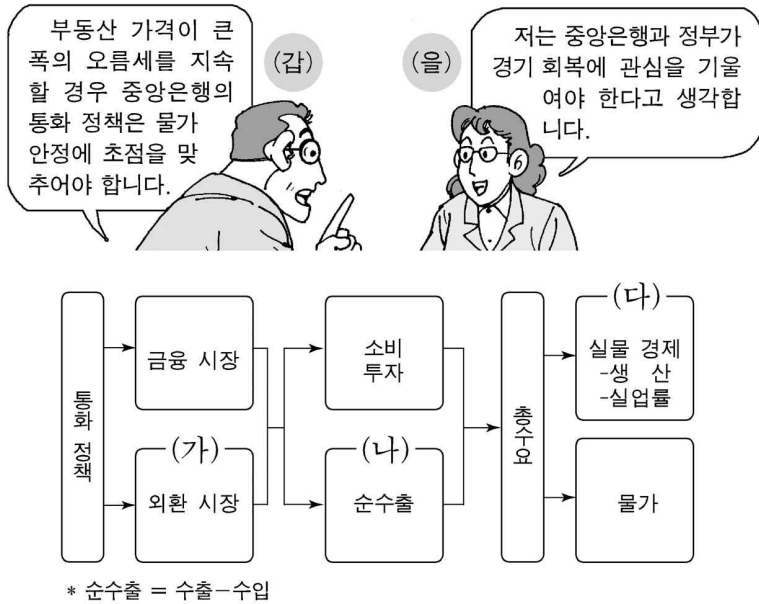 부동산 가격이 큰
폭의 오름세를 지속
할 경우 중앙은행의
통화 정책은 물가
안정에 초점을 맞
추어야 합니다.
(갑)
(을)
저는 중앙은행과 정부가
경기 회복에 관심을 기울
여야 한다고 생각합
니다.
통화 정책
금융 시장
(가)
외환 시장
소비
투자
(나)
순수출
총수요
(다)
실물 경제
-생 산
-실업률
물가
* 순수출 = 수출-수입